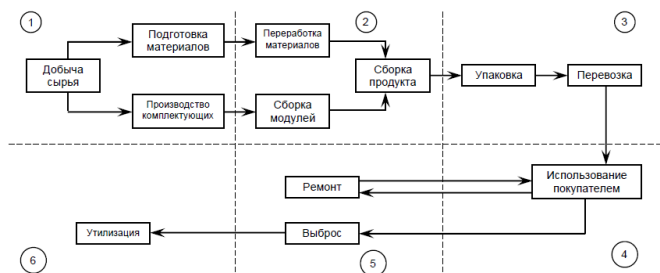 1
2
3
Подготовка
материалов
Переработка
материалов
Добыча
сырья
Сборка
продукта
Упаковка
Перевозка
Производство
комплектующих
Сборка
модулей
Ремонт
Использование
покупателем
Утилизация
Выброс
6
5
4